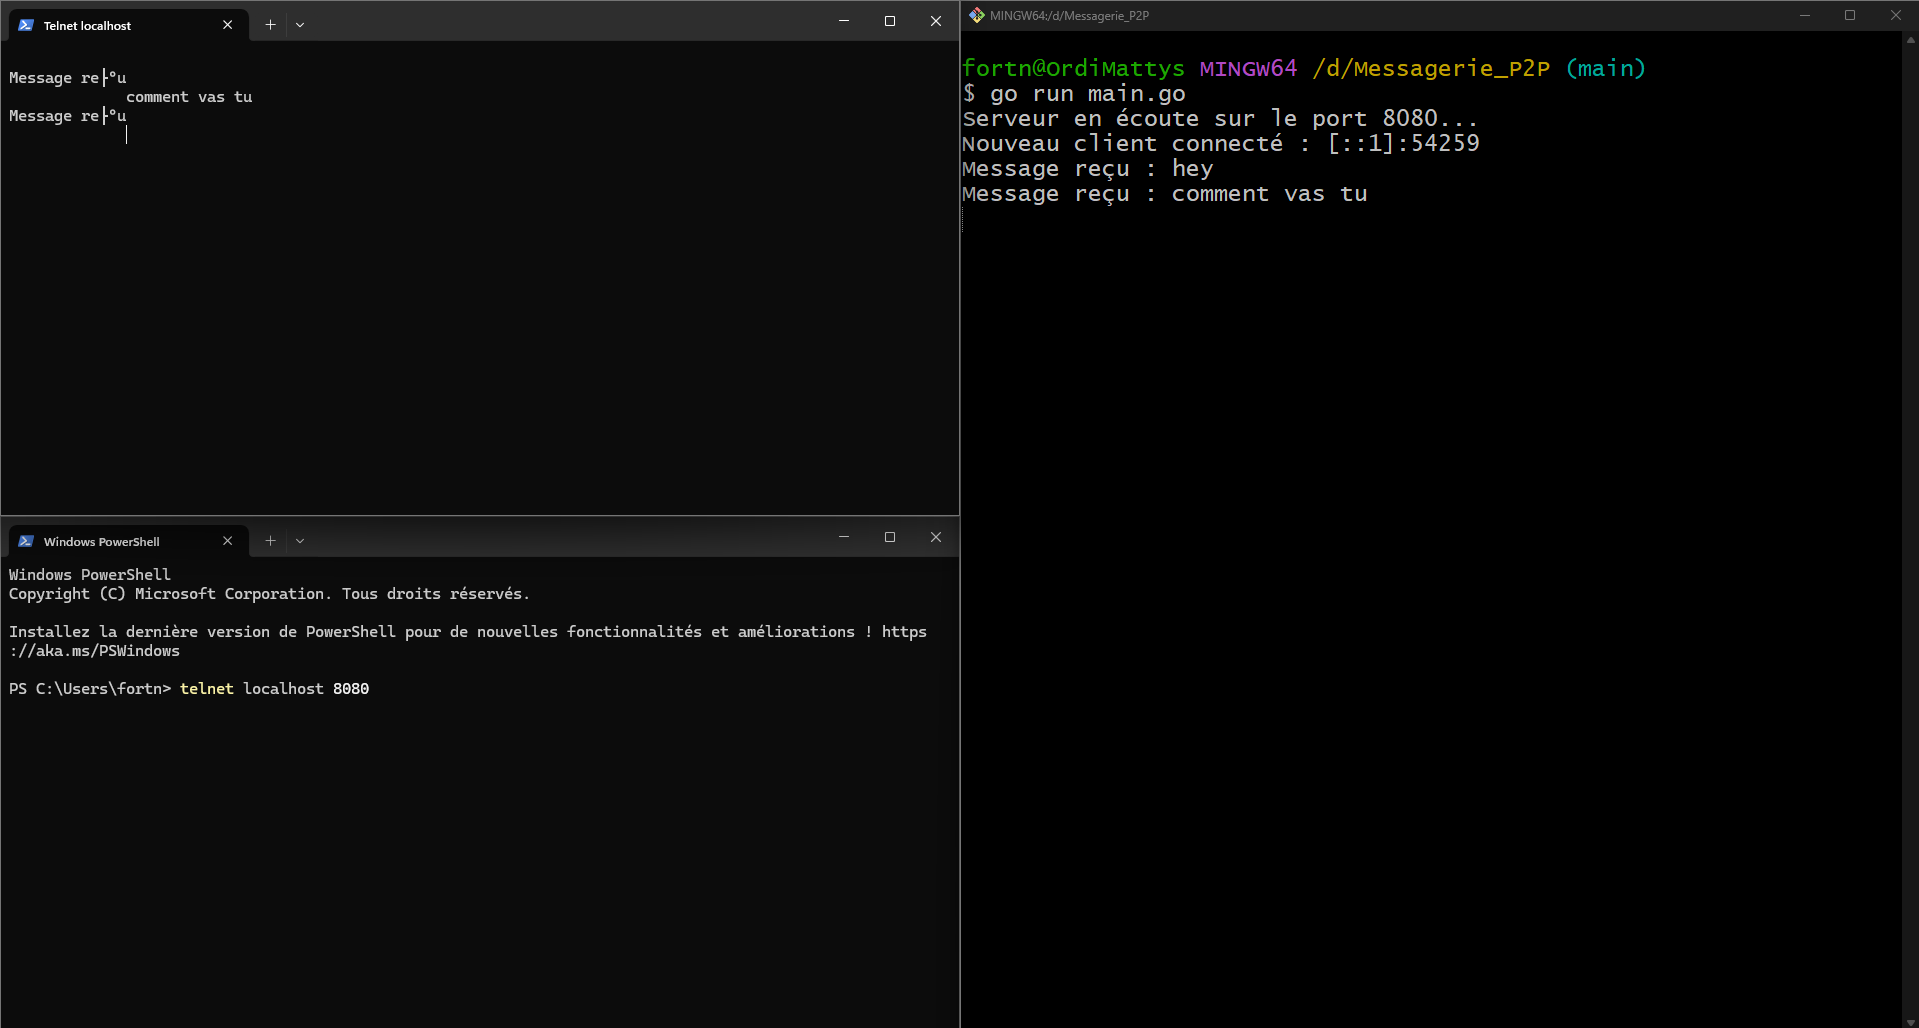 Telnet localhost
Message re├ºu
comment vas tu
Message re├ºu
Windows PowerShell
Windows PowerShell
Copyright (C) Microsoft Corporation. Tous droits réservés.
Installez la dernière version de PowerShell pour de nouvelles fonctionnalités et améliorations ! https
://aka.ms/PSWindows
PS C:\Users\fortn> telnet localhost 8080
MINGW64:/d/Messagerie_P2P
fortn@OrdiMattys MINGW64 /d/Messagerie_P2P (main)
$ go run main.go
Serveur en écoute sur le port 8080...
Nouveau client connecté : [::1]:54259
Message reçu : hey
Message reçu : comment vas tu